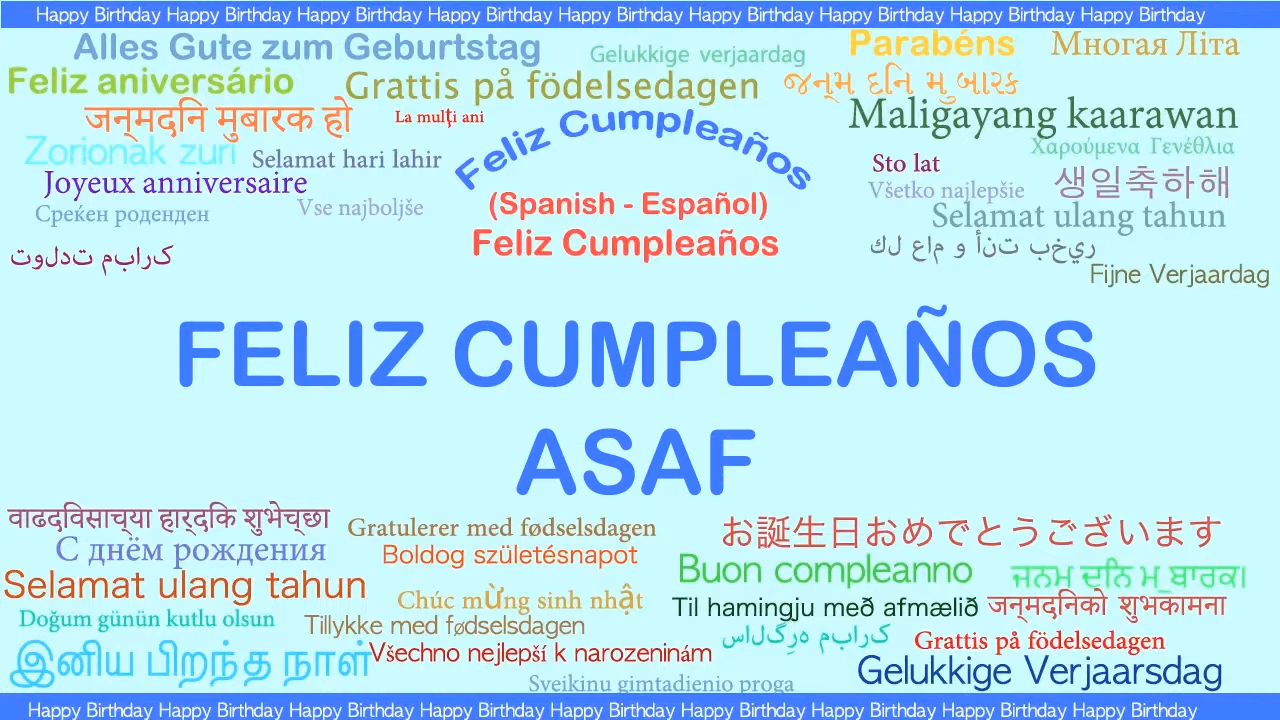 Happy Birthday Happy Birthday Happy Birthday Happy Birthday Happy Birthday Happy Birthday Happy Birthday Happy Birthday Happy Birthday
Alles Gute zum Geburtstag
Gelukkige verjaardag
Parabéns
Многая Літа
Feliz aniversário
Grattis på födelsedagen
જન્મ દિન મુબારક
जन्मदिन मुबारक हो
La mulţi ani
Feliz Cumpleaños
Maligayang kaarawan
Zorionak zuri
Selamat hari lahir
Sto lat
Χαρούμενα Γενέθλια
Joyeux anniversaire
Všetko najlepšie
생일축하해
Среќен роденден
Vse najboljše
(Spanish - Español)
Selamat ulang tahun
Feliz Cumpleaños
تولدت مبارک
كل عام و أنت بخير
Fijne Verjaardag
FELIZ CUMPLEAÑOS
ASAF
वाढदिवसाच्या हार्दिक शुभेच्छा
Gratulerer med fødselsdagen
お誕生日おめでとうございます
С днём рождения
Boldog születésnapot
Buon compleanno
ਜਨਮ ਦਿਨ ਮੁਬਾਰਕ।
Selamat ulang tahun
Chúc mừng sinh nhật
Til hamingju með afmælið
जन्मदिनको शुभकामना
Doğum günün kutlu olsun
Tillykke med fødselsdagen
سالگرہ مبارک
Grattis på födelsedagen
இனிய பிறந்த நாள்
Všechno nejlepší k narozeninám
Gelukkige Verjaarsdag
Sveikinu gimtadienio proga
Happy Birthday Happy Birthday Happy Birthday Happy Birthday Happy Birthday Happy Birthday Happy Birthday Happy Birthday Happy Birthday